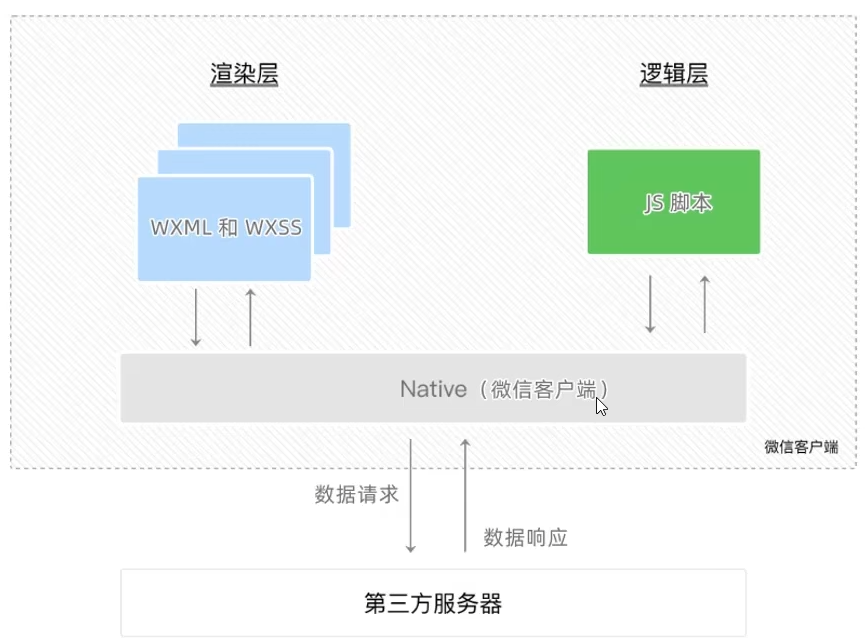 渲染层
逻辑层
WXML 和 WXSS
JS 脚本
Native（微信客户端）
微信客户端
数据请求
数据响应
第三方服务器